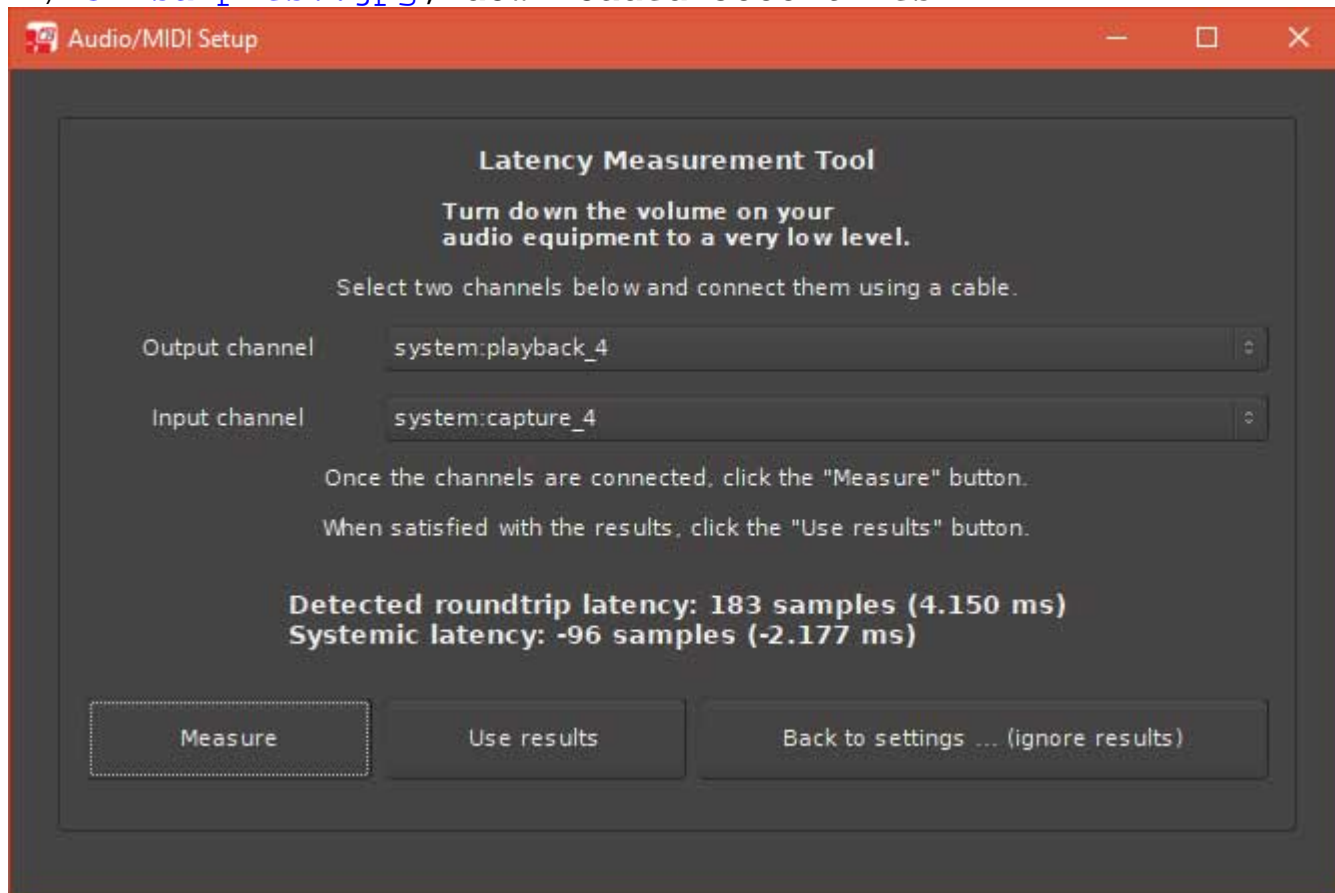 Audio/MIDI Setup
Latency Measurement Tool
Turn down the volume on your
audio equipment to a very low level.
Select two channels below and connect them using a cable.
Output channel system:playback_4
Input channel system:capture_4
Once the channels are connected, click the "Measure" button.
When satisfied with the results, click the "Use results" button.
Detected roundtrip latency: 183 samples (4.150 ms)
Systemic latency: -96 samples (-2.177 ms)
Measure Use results Back to settings ... (ignore results)